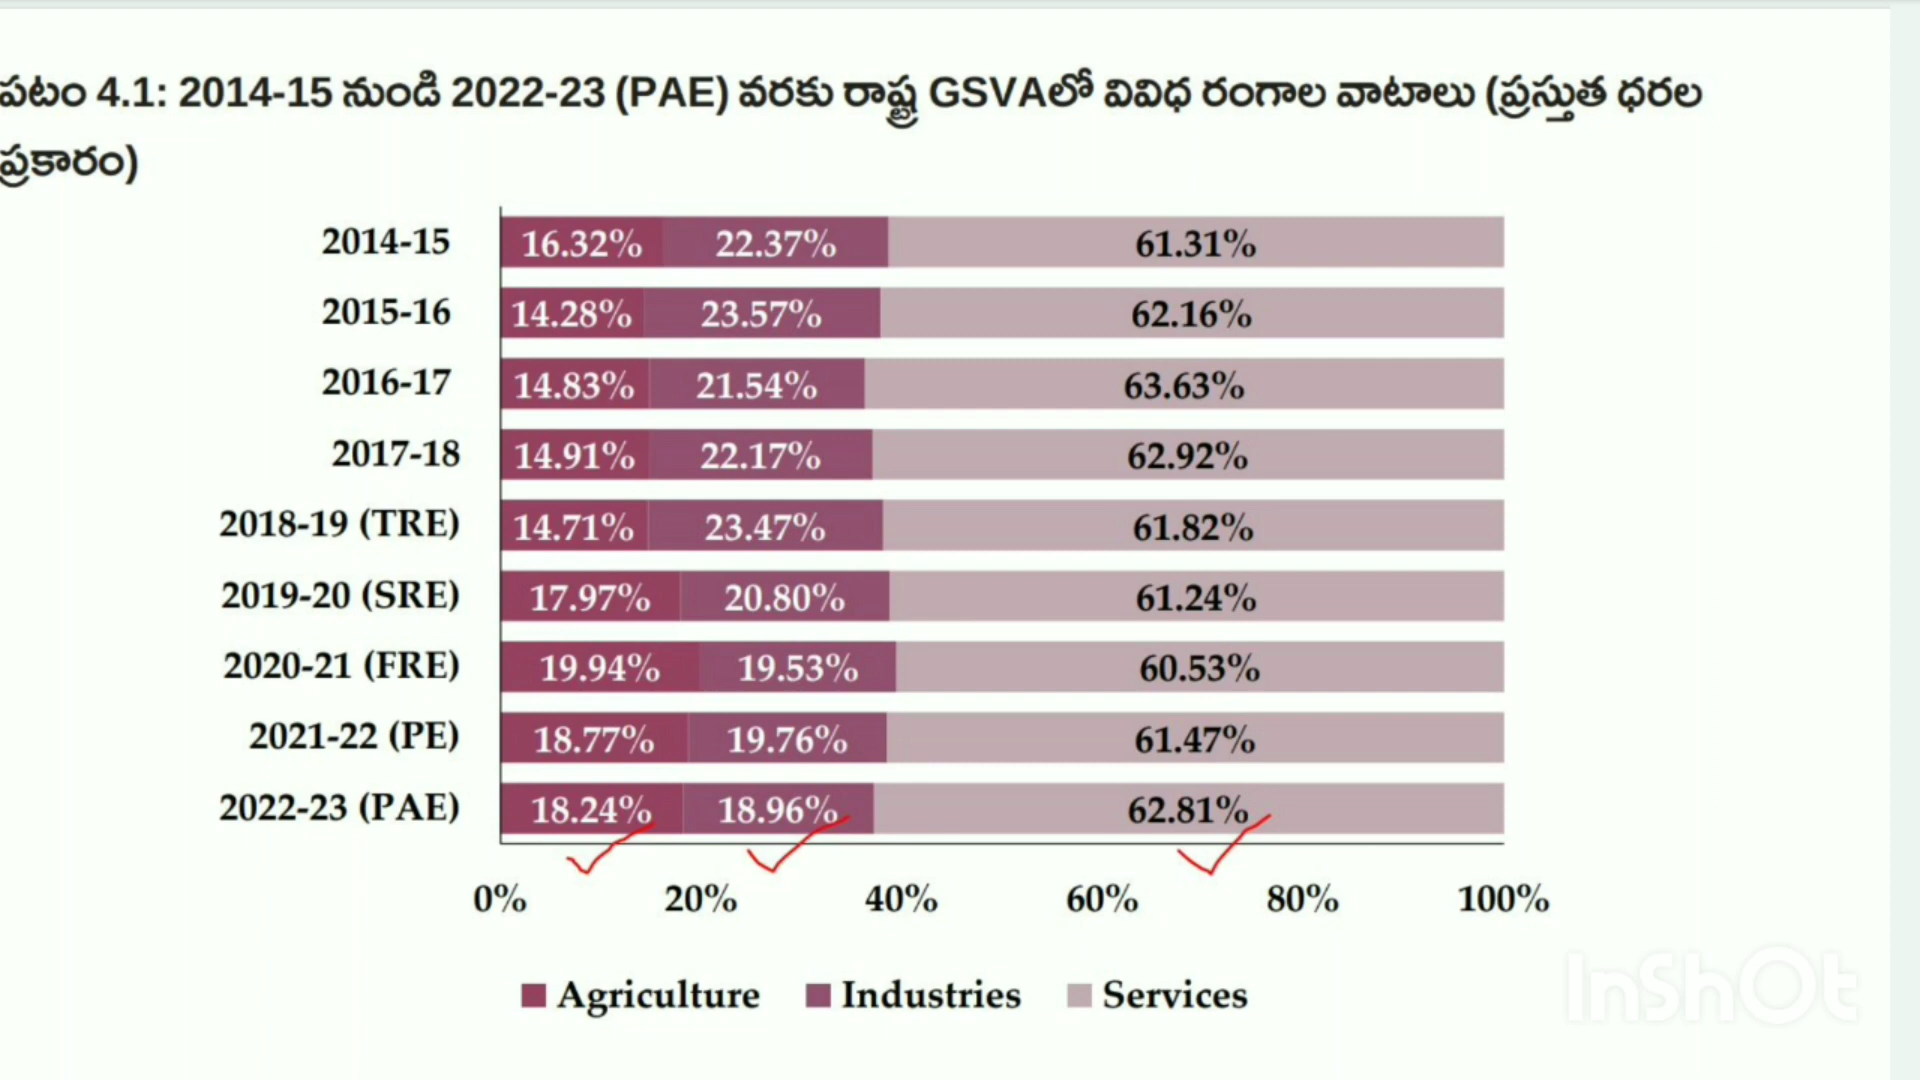 పటం 4.1: 2014-15 నుండి 2022-23 (PAE) వరకు రాష్ట్ర GSVAలో వివిధ రంగాల వాటాలు (ప్రస్తుత ధరల
ప్రకారం)
2014-15 16.32% 22.37% 61.31%
2015-16 14.28% 23.57% 62.16%
2016-17 14.83% 21.54% 63.63%
2017-18 14.91% 22.17% 62.92%
2018-19 (TRE) 14.71% 23.47% 61.82%
2019-20 (SRE) 17.97% 20.80% 61.24%
2020-21 (FRE) 19.94% 19.53% 60.53%
2021-22 (PE) 18.77% 19.76% 61.47%
2022-23 (PAE) 18.24% 18.96% 62.81%
0% 20% 40% 60% 80% 100%
Agriculture Industries Services
InShOt